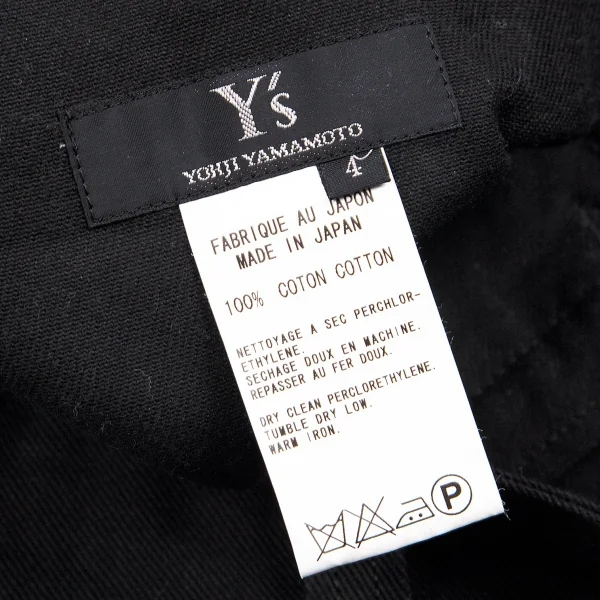 Y's
YOHJI YAMAMOTO
4
FABRIQUE AU JAPON
MADE IN JAPAN
100% COTON COTTON
NETTOYAGE A SEC PERCHLOR-
ETHYLENE.
SECHAGE DOUX EN MACHINE.
REPASSER AU FER DOUX.
DRY CLEAN PERCLORETHYLENE.
TUMBLE DRY LOW.
WARM IRON.
P